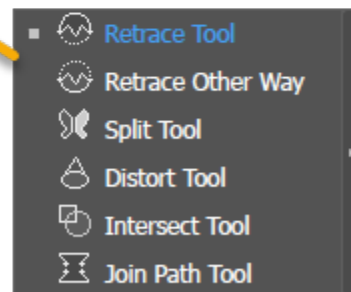 Retrace Tool
Retrace Other Way
Split Tool
Distort Tool
Intersect Tool
Join Path Tool